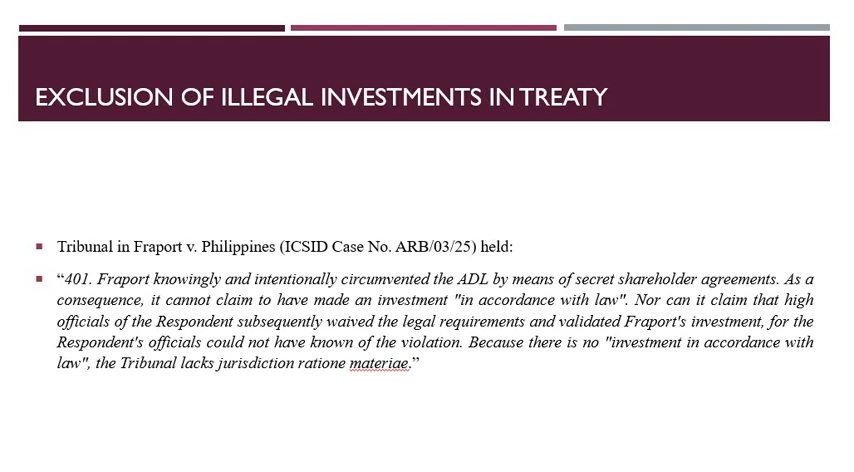 EXCLUSION OF ILLEGAL INVESTMENTS IN TREATY
Tribunal in Fraport v. Philippines (ICSID Case No. ARB/03/25) held:
“401. Fraport knowingly and intentionally circumvented the ADL by means of secret shareholder agreements. As a
consequence, it cannot claim to have made an investment "in accordance with law". Nor can it claim that high
officials of the Respondent subsequently waived the legal requirements and validated Fraport's investment, for the
Respondent's officials could not have known of the violation. Because there is no "investment in accordance with
law", the Tribunal lacks jurisdiction ratione materiae.”